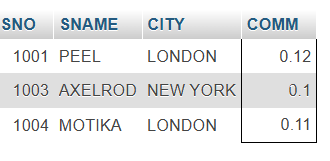 SNO SNAME CITY COMM
1001 PEEL LONDON 0.12
1003 AXELROD NEW YORK 0.1
1004 MOTIKA LONDON 0.11